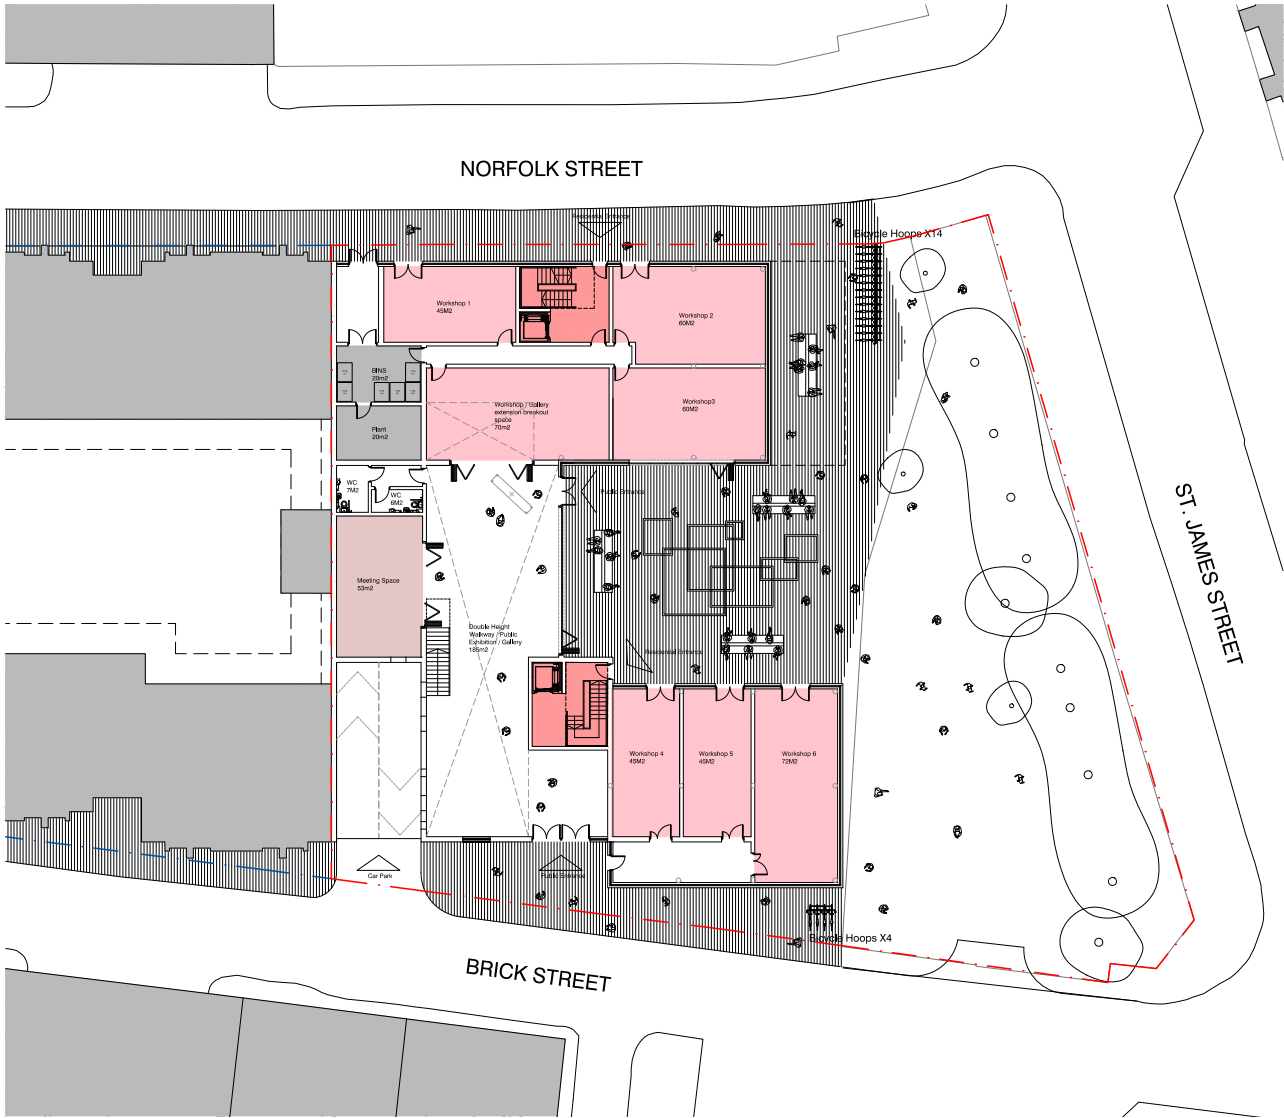 NORFOLK STREET
Residential Entrance
Bicycle Hoops X14
Workshop 1
45M2
Workshop 2
60M2
BINS
20m2
Workshop / Gallery
extension breakout
space
70m2
Workshop3
60M2
Plant
20m2
WC
7M2
WC
6M2
Public Entrance
ST. JAMES STREET
Meeting Space
53m2
Double Height
Walkway / Public
Exhibition / Gallery
185m2
Residential Entrance
Workshop 4
45M2
Workshop 5
45M2
Workshop 6
72M2
Car Park
Public Entrance
Bicycle Hoops X4
BRICK STREET